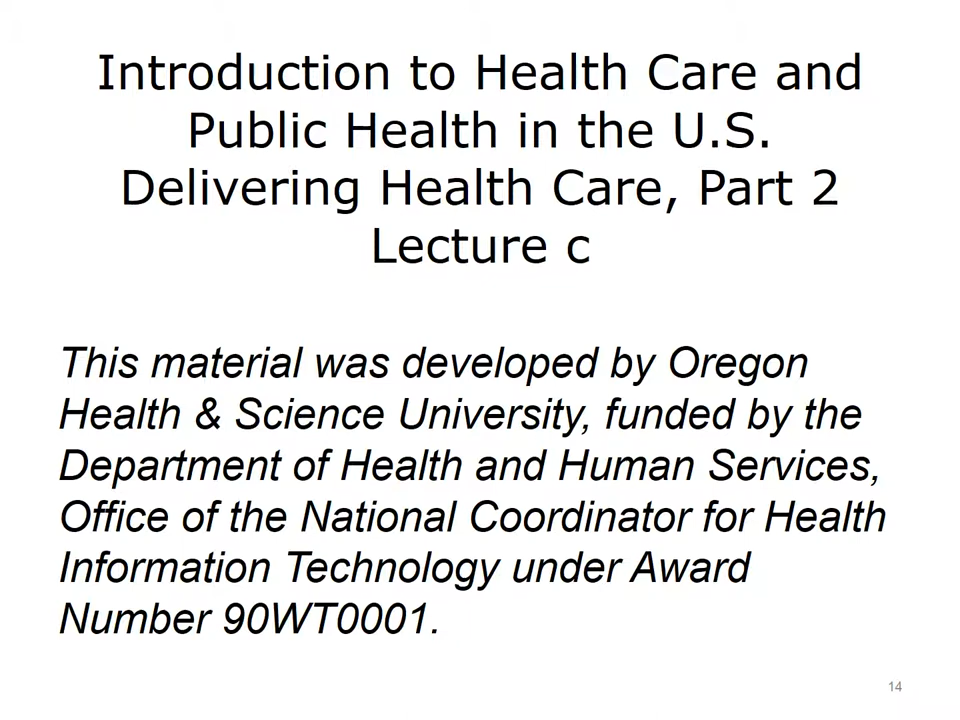 Introduction to Health Care and
Public Health in the U.S.
Delivering Health Care, Part 2
Lecture c
This material was developed by Oregon
Health & Science University, funded by the
Department of Health and Human Services,
Office of the National Coordinator for Health
Information Technology under Award
Number 90WT0001.
14